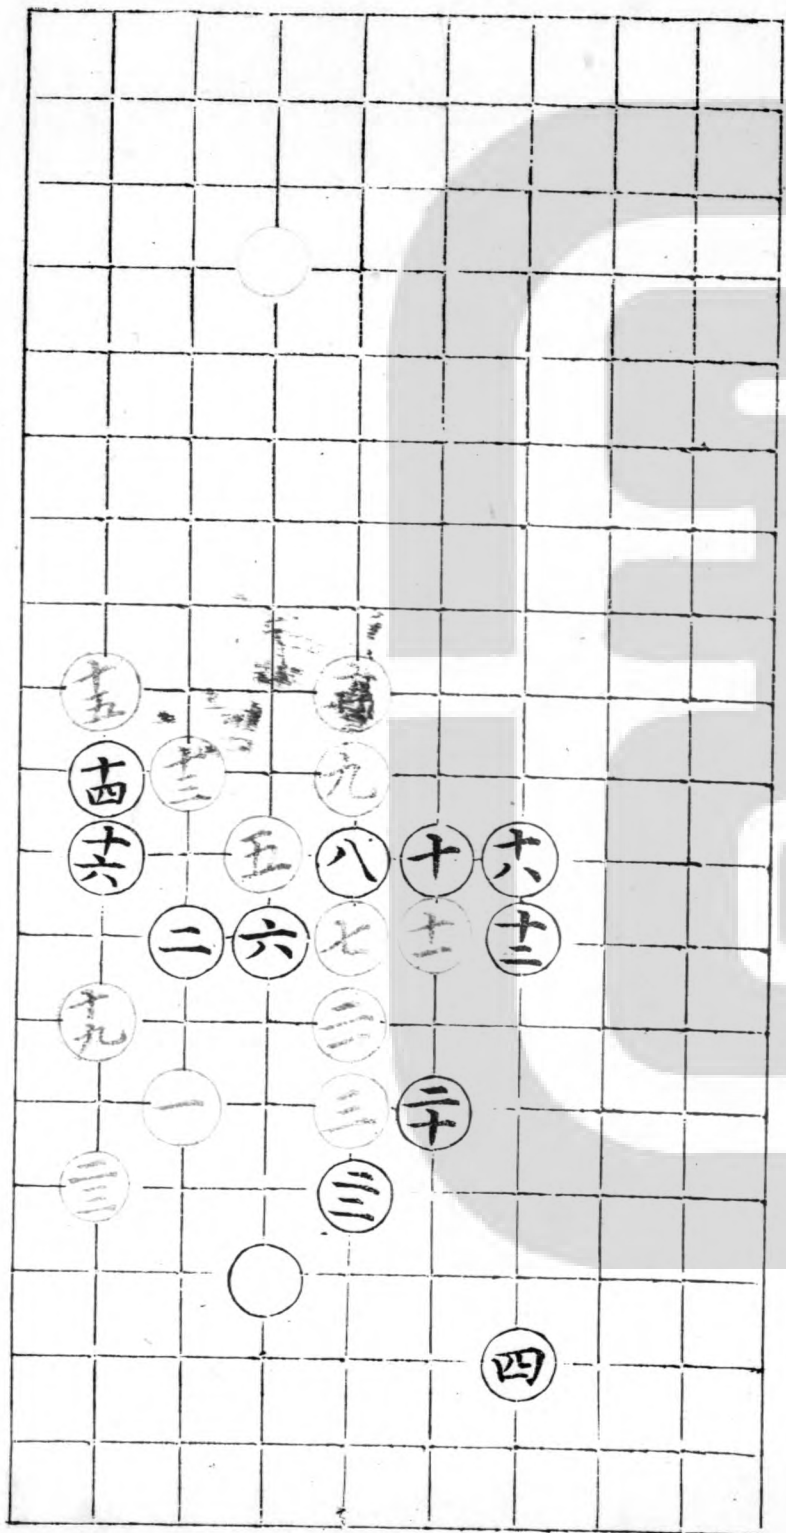 十五
十四 十三 九
十六 五 八 十 十八
二 六 七 十一 十二
十九
一 三 二十
四